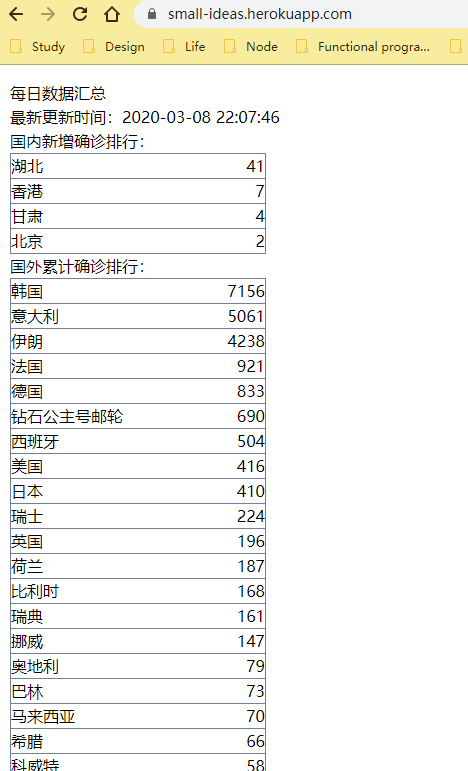 small-ideas.herokuapp.com
Study Design Life Node Functional progra...
每日数据汇总
最新更新时间：2020-03-08 22:07:46
国内新增确诊排行：
湖北 41
香港 7
甘肃 4
北京 2
国外累计确诊排行：
韩国 7156
意大利 5061
伊朗 4238
法国 921
德国 833
钻石公主号邮轮 690
西班牙 504
美国 416
日本 410
瑞士 224
英国 196
荷兰 187
比利时 168
瑞典 161
挪威 147
奥地利 79
巴林 73
马来西亚 70
希腊 66
科威特 58